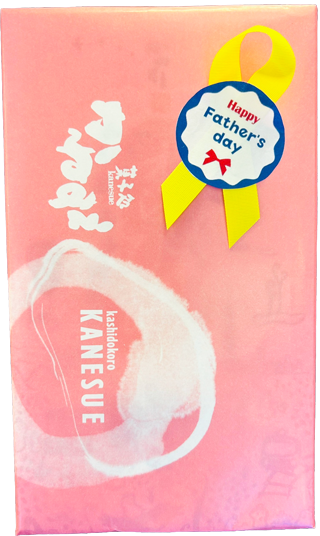 Happy
Father's
day
かねすゑ
菓子処
kanesue
kashidokoro
KANESUE